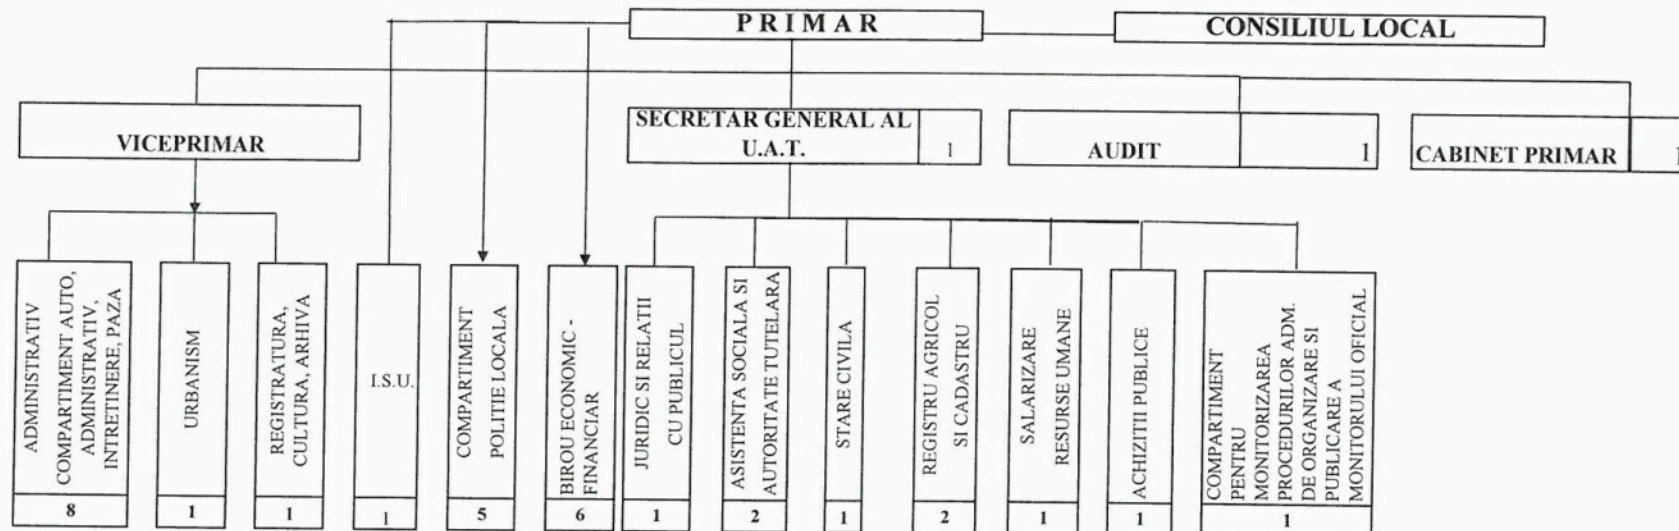 PRIMAR
CONSILIUL LOCAL
VICEPRIMAR
SECRETAR GENERAL AL
U.A.T.
1
AUDIT
1
CABINET PRIMAR
1
ADMINISTRATIV
COMPARTIMENT AUTO,
ADMINISTRATIV,
INTRETINERE, PAZA
8
URBANISM
1
REGISTRATURA,
CULTURA, ARHIVA
1
I.S.U.
1
COMPARTIMENT
POLITIE LOCALA
5
BIROU ECONOMIC -
FINANCIAR
6
JURIDIC SI RELATII
CU PUBLICUL
1
ASISTENTA SOCIALA SI
AUTORITATE TUTELARA
2
STARE CIVILA
1
REGISTRU AGRICOL
SI CADASTRU
2
SALARIZARE
RESURSE UMANE
1
ACHIZITII PUBLICE
1
COMPARTIMENT
PENTRU
MONITORIZAREA
PROCEDURILOR ADM.
DE ORGANIZARE SI
PUBLICARE A
MONITORULUI OFICIAL
1